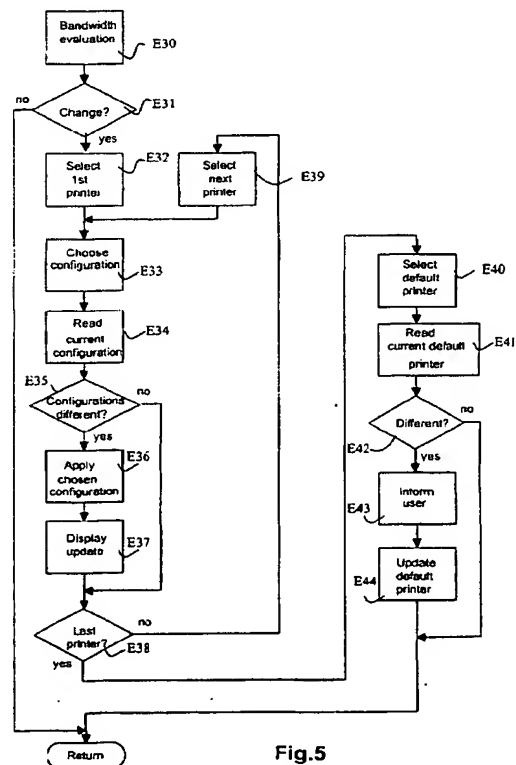 Bandwidth
evaluation
E30
no
Change?
E31
yes
Select
1st
printer
E32
Select
next
printer
E39
Choose
configuration
E33
Read
current
configuration
E34
E35
Configurations
different?
no
yes
Apply
chosen
configuration
E36
Display
update
E37
Last
printer?
no
E38
yes
Select
default
printer
E40
Read
current default
printer
E41
Different?
no
E42
yes
Inform
user
E43
Update
default
printer
E44
Return
Fig.5